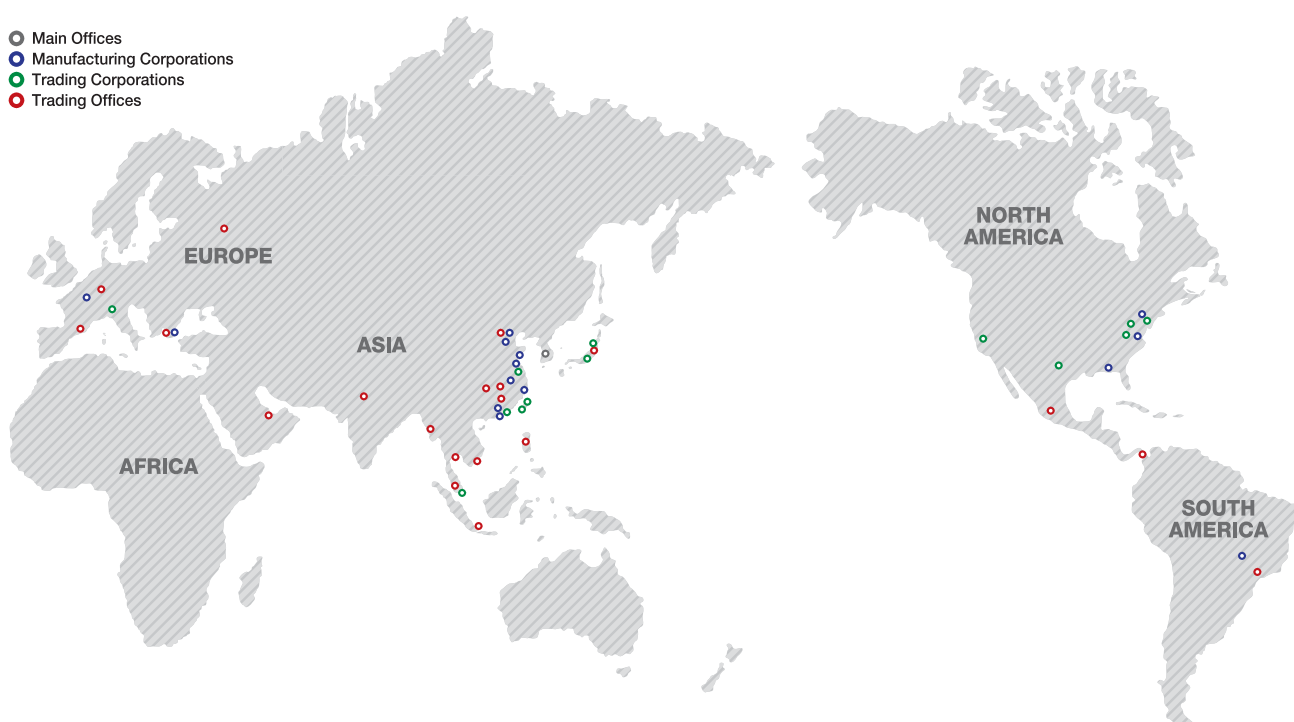 Main Offices
Manufacturing Corporations
Trading Corporations
Trading Offices
NORTH
AMERICA
EUROPE
ASIA
AFRICA
SOUTH
AMERICA